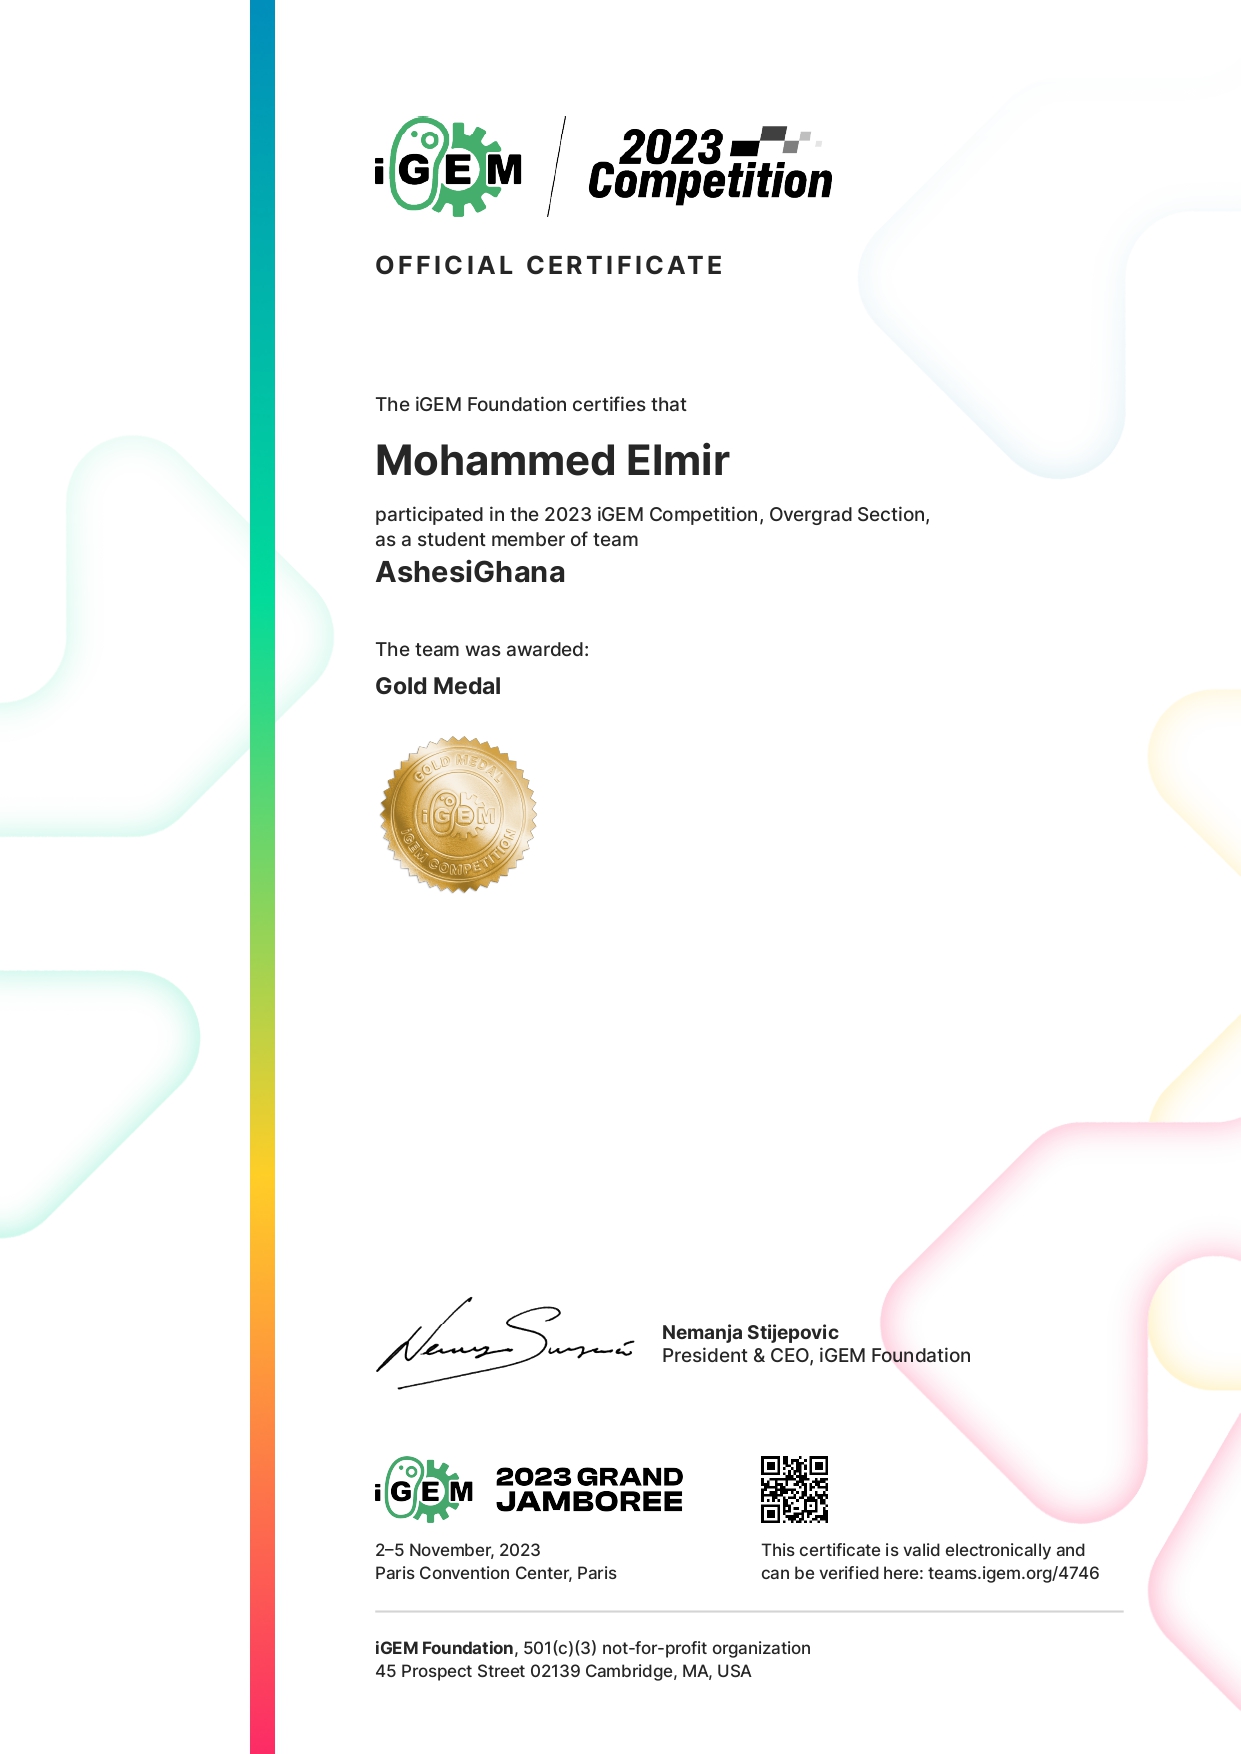 iGEM
2023
Competition
OFFICIAL CERTIFICATE
The iGEM Foundation certifies that
Mohammed Elmir
participated in the 2023 iGEM Competition, Overgrad Section,
as a student member of team
AshesiGhana
The team was awarded:
Gold Medal
GOLD MEDAL
iGEM
iGEM COMPETITION
Nemanja Stijepovic
President & CEO, iGEM Foundation
iGEM
2023 GRAND
JAMBOREE
2–5 November, 2023
Paris Convention Center, Paris
This certificate is valid electronically and
can be verified here: teams.igem.org/4746
iGEM Foundation, 501(c)(3) not-for-profit organization
45 Prospect Street 02139 Cambridge, MA, USA